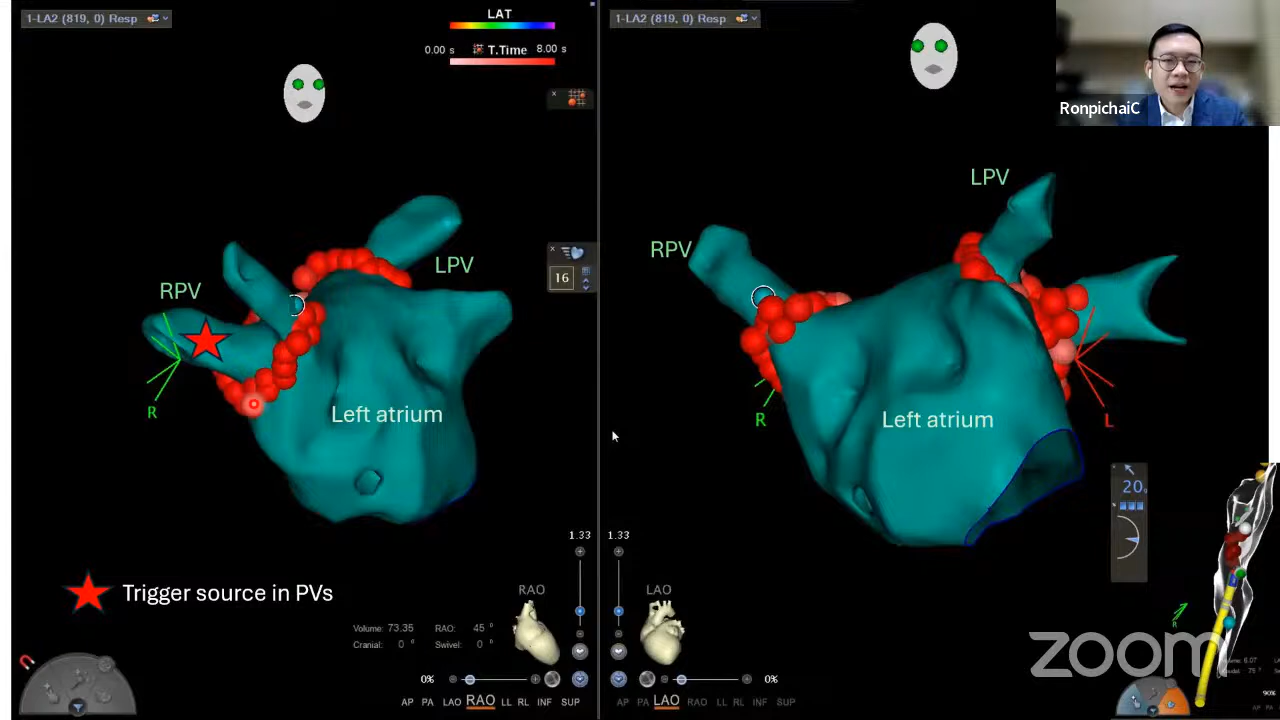 1-LA2 (819, 0) Resp
LAT
0.00 s
T.Time
8.00 s
16
RPV
LPV
R
Left atrium
Trigger source in PVs
1.33
RAO
Volume: 73.35
RAO: 45 °
Cranial: 0 °
Swivel: 0 °
0%
AP PA LAO RAO LL RL INF SUP
1-LA2 (819, 0) Resp
RonpichaiC
RPV
LPV
R
L
Left atrium
20
1.33
LAO
0%
AP PA LAO RAO LL RL INF SUP
R
zoom
90%
AP PA